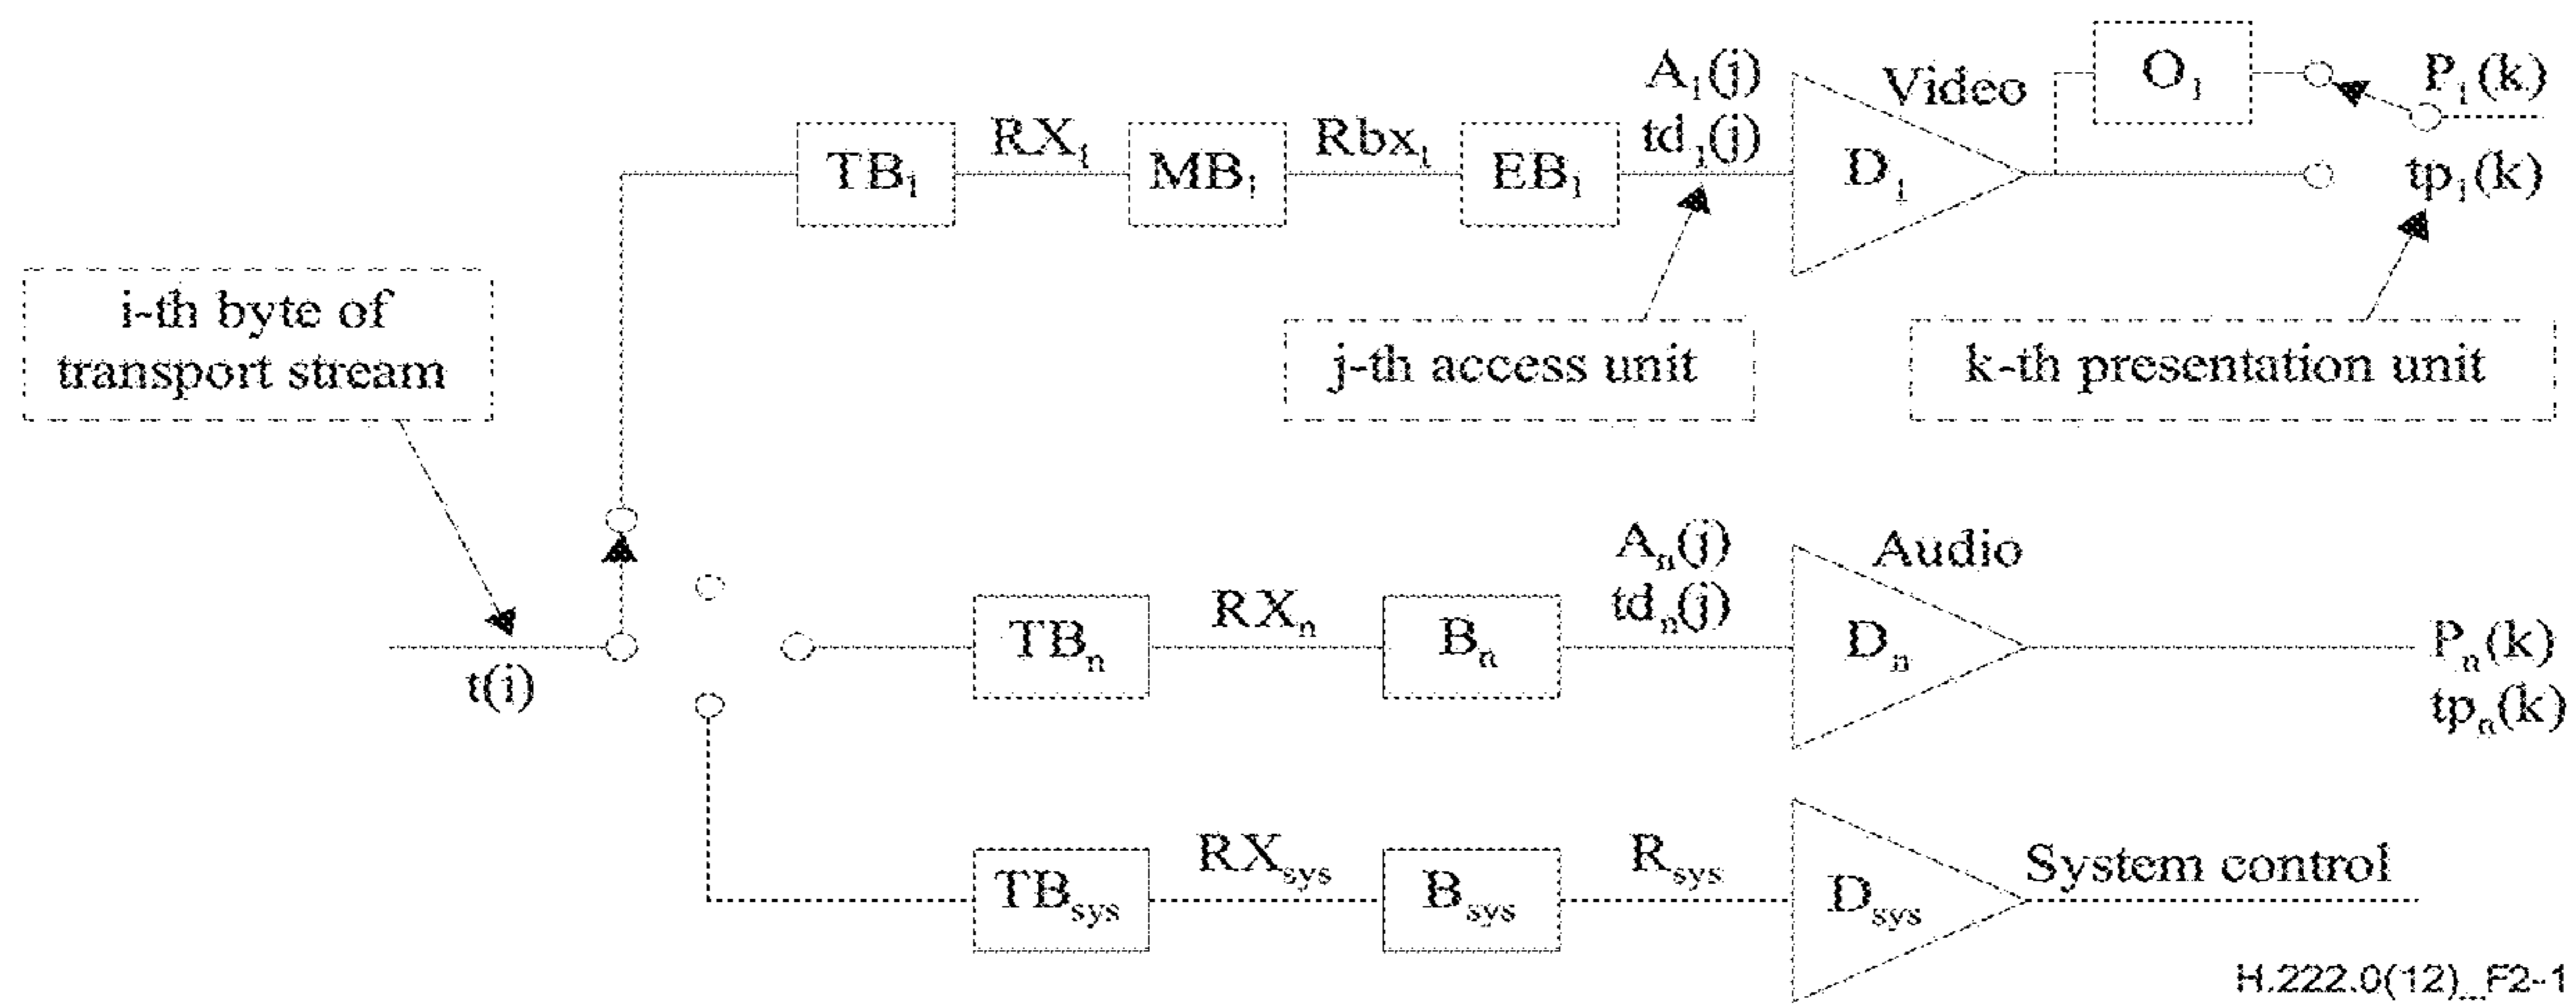 i-th byte of
transport stream
t(i)
TB₁
RX₁
MB₁
Rbx₁
EB₁
A₁(j)
td₁(j)
Video
D₁
O₁
P₁(k)
tp₁(k)
j-th access unit
k-th presentation unit
TBₙ
RXₙ
Bₙ
Aₙ(j)
tdₙ(j)
Audio
Dₙ
Pₙ(k)
tpₙ(k)
TBsys
RXsys
Bsys
Rsys
Dsys
System control
H.222.0(12)_F2-1